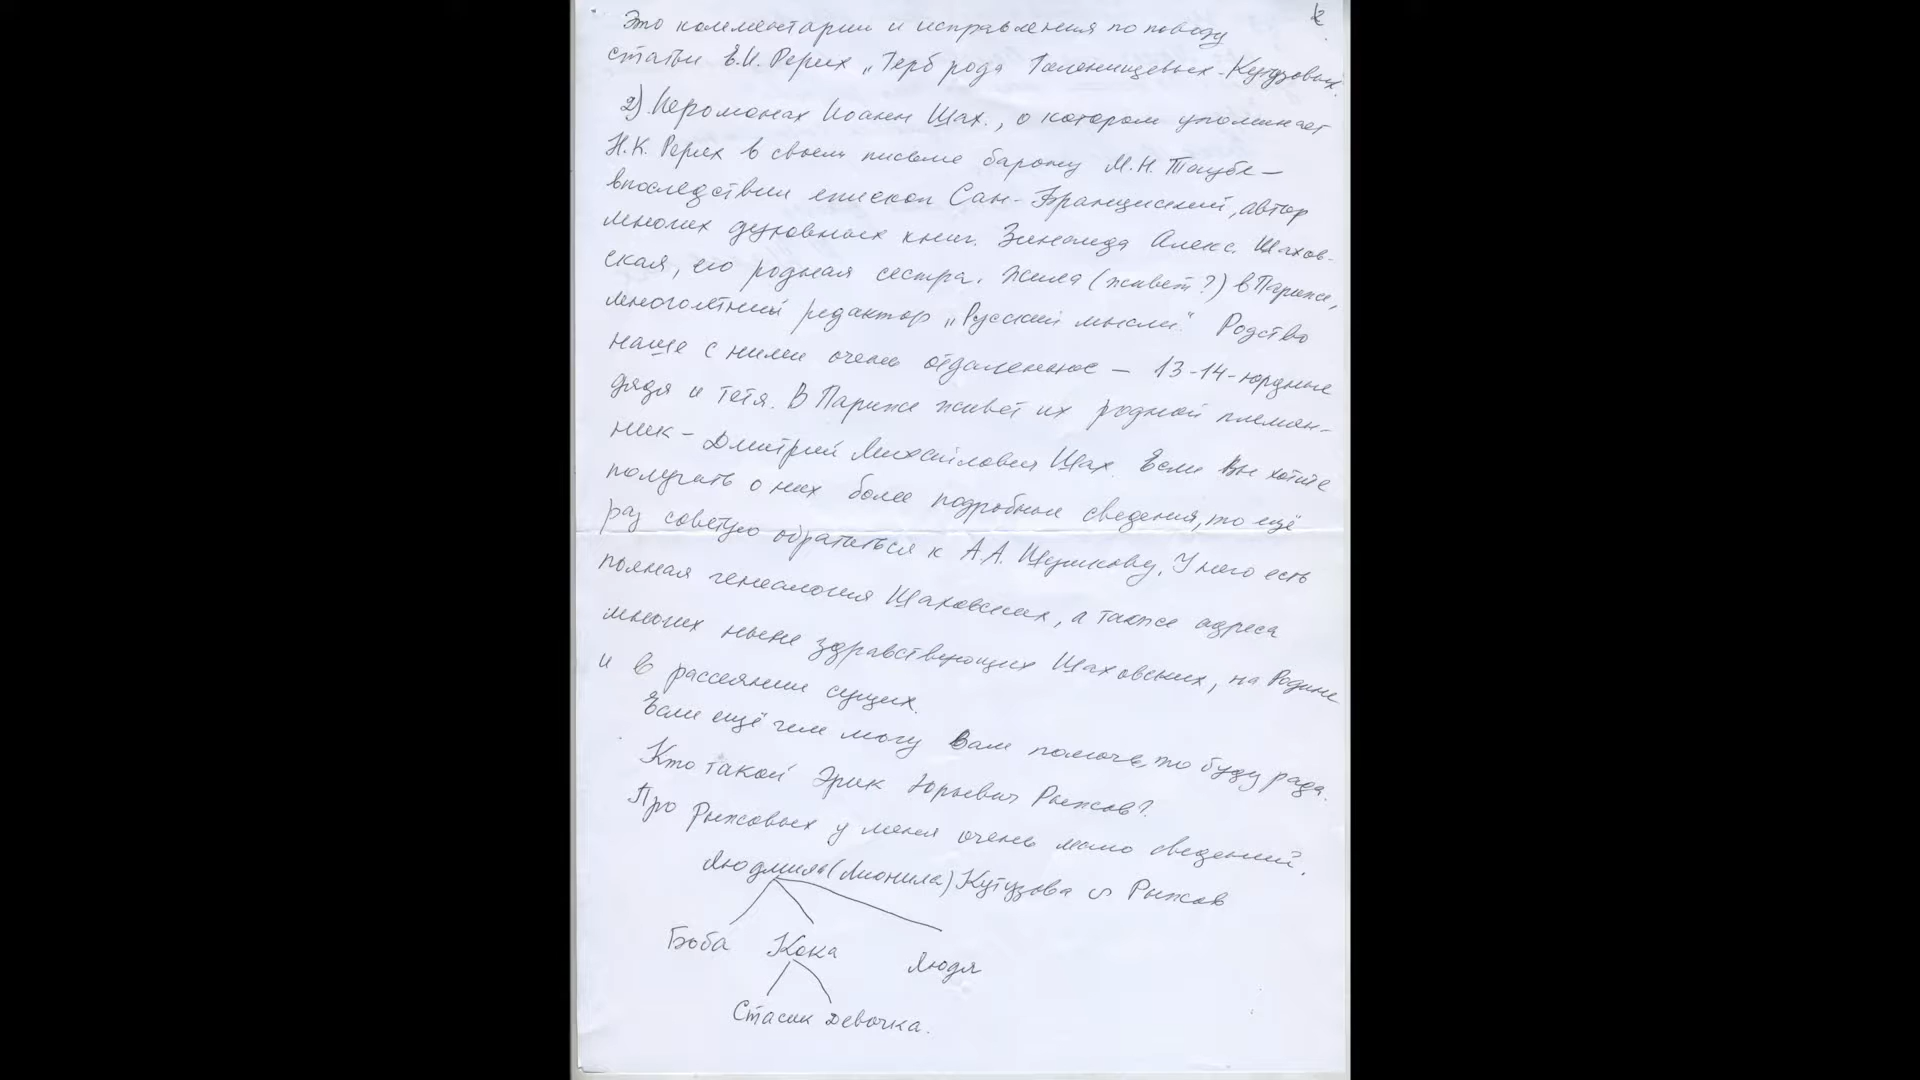 2
Это комментарии и исправления по поводу
статьи Е.И. Рерих „Герб рода Голенищевых-Кутузовых.
2). Иеромонах Иоанн Шах., о котором упоминает
Н.К. Рерих в своем письме барону М.Н. Таубе —
впоследствии епископ Сан-Францисский, автор
многих духовных книг. Зинаида Алекс. Шахов-
ская, его родная сестра. Жила (живет?) в Париже,
многолетний редактор „Русской мысли". Родство
наше с ними очень отдаленное — 13-14-юродные
дядя и тётя. В Париже живёт их родной племян-
ник — Дмитрий Михайлович Шах. Если Вы хотите
получать о них более подробные сведения, то ещё
раз советую обратиться к А.А. Шумкову. У него есть
полная генеалогия Шаховских, а также адреса
многих ныне здравствующих Шаховских, на Родине
и в рассеянии сущих.
Если ещё чем могу Вам помочь, то буду рада.
Кто такой Эрик Юрьевич Рыжов?
Про Рыжовых у меня очень мало сведений.
Людмила (Лионила) Кутузова ∽ Рыжов
Боба Кока Люда
Стасик девочка.